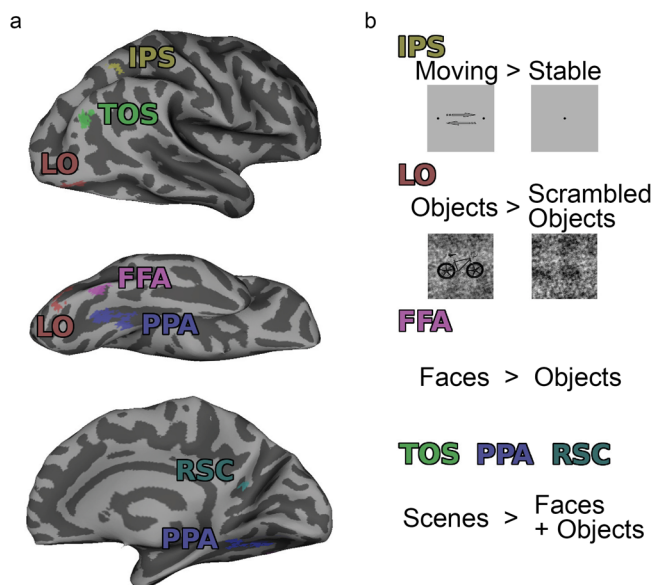 a
IPS
TOS
LO
FFA
LO
PPA
RSC
PPA
b
IPS
Moving > Stable
LO
Objects > Scrambled
Objects
FFA
Faces > Objects
TOS PPA RSC
Scenes > Faces
+ Objects